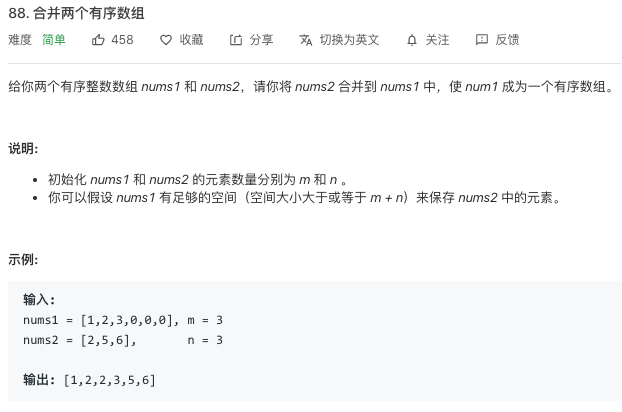 88. 合并两个有序数组
难度 简单 458 收藏 分享 切换为英文 关注 反馈
给你两个有序整数数组 nums1 和 nums2，请你将 nums2 合并到 nums1 中，使 num1 成为一个有序数组。
说明:
• 初始化 nums1 和 nums2 的元素数量分别为 m 和 n 。
• 你可以假设 nums1 有足够的空间（空间大小大于或等于 m + n）来保存 nums2 中的元素。
示例:
输入:
nums1 = [1,2,3,0,0,0], m = 3
nums2 = [2,5,6],       n = 3
输出: [1,2,2,3,5,6]